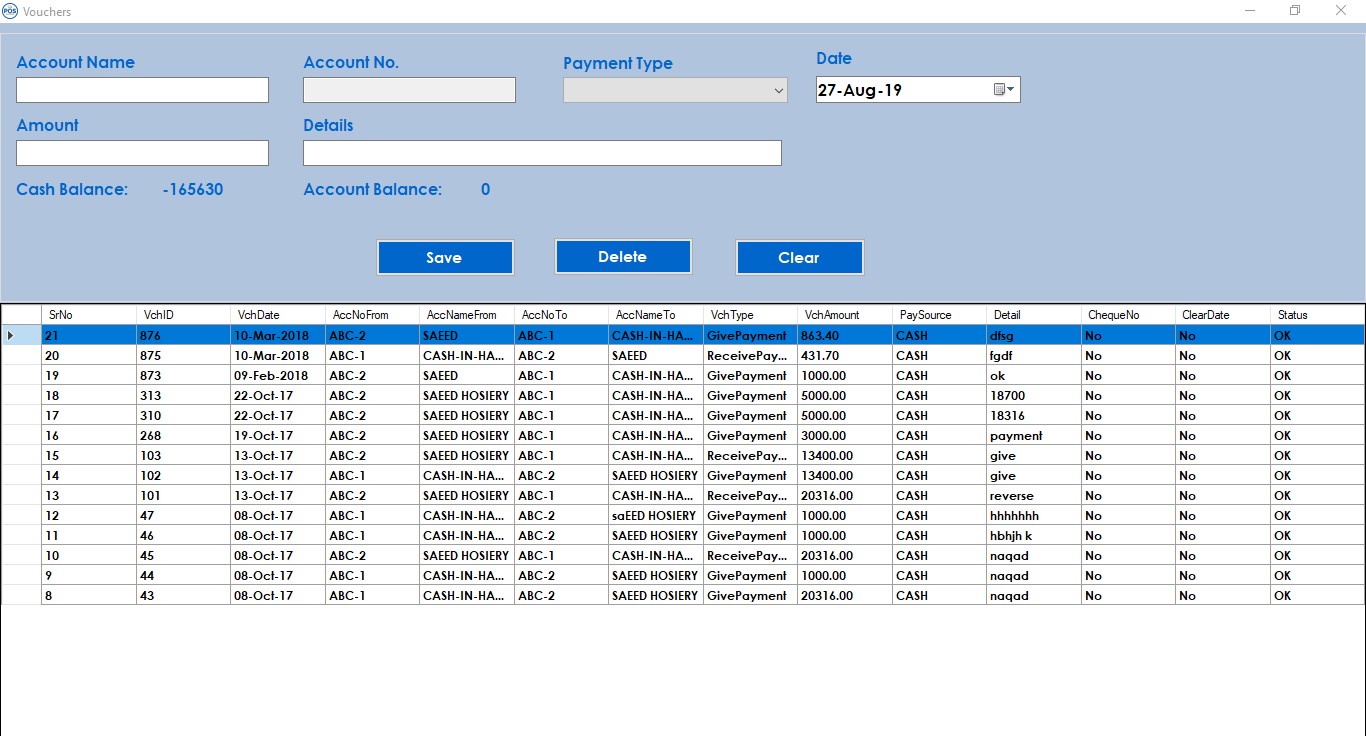 POS Vouchers
Account Name Account No. Payment Type Date
27-Aug-19
Amount Details
Cash Balance: -165630 Account Balance: 0
Save Delete Clear
SrNo VchID VchDate AccNoFrom AccNameFrom AccNoTo AccNameTo VchType VchAmount PaySource Detail ChequeNo ClearDate Status
21 876 10-Mar-2018 ABC-2 SAEED ABC-1 CASH-IN-HA... GivePayment 863.40 CASH dfsg No No OK
20 875 10-Mar-2018 ABC-1 CASH-IN-HA... ABC-2 SAEED ReceivePay... 431.70 CASH fgdf No No OK
19 873 09-Feb-2018 ABC-2 SAEED ABC-1 CASH-IN-HA... GivePayment 1000.00 CASH ok No No OK
18 313 22-Oct-17 ABC-2 SAEED HOSIERY ABC-1 CASH-IN-HA... GivePayment 5000.00 CASH 18700 No No OK
17 310 22-Oct-17 ABC-2 SAEED HOSIERY ABC-1 CASH-IN-HA... GivePayment 5000.00 CASH 18316 No No OK
16 268 19-Oct-17 ABC-2 SAEED HOSIERY ABC-1 CASH-IN-HA... GivePayment 3000.00 CASH payment No No OK
15 103 13-Oct-17 ABC-2 SAEED HOSIERY ABC-1 CASH-IN-HA... ReceivePay... 13400.00 CASH give No No OK
14 102 13-Oct-17 ABC-1 CASH-IN-HA... ABC-2 SAEED HOSIERY GivePayment 13400.00 CASH give No No OK
13 101 13-Oct-17 ABC-2 SAEED HOSIERY ABC-1 CASH-IN-HA... ReceivePay... 20316.00 CASH reverse No No OK
12 47 08-Oct-17 ABC-1 CASH-IN-HA... ABC-2 saEED HOSIERY GivePayment 1000.00 CASH hhhhhhh No No OK
11 46 08-Oct-17 ABC-1 CASH-IN-HA... ABC-2 SAEED HOSIERY GivePayment 1000.00 CASH hbhjh k No No OK
10 45 08-Oct-17 ABC-2 SAEED HOSIERY ABC-1 CASH-IN-HA... ReceivePay... 20316.00 CASH naqad No No OK
9 44 08-Oct-17 ABC-1 CASH-IN-HA... ABC-2 SAEED HOSIERY GivePayment 1000.00 CASH naqad No No OK
8 43 08-Oct-17 ABC-1 CASH-IN-HA... ABC-2 SAEED HOSIERY GivePayment 20316.00 CASH naqad No No OK